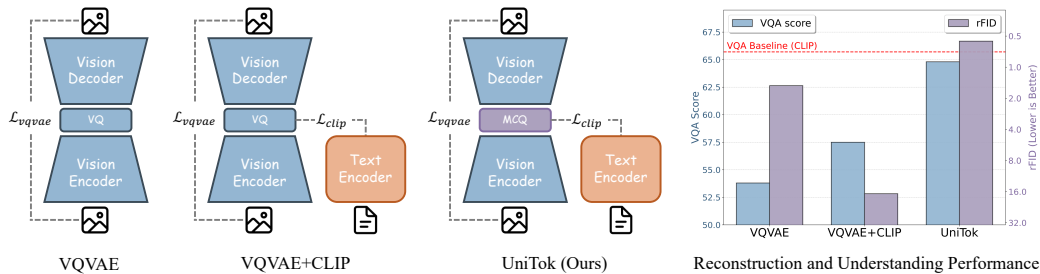 Vision
Decoder
VQ
ℒvqvae
Vision
Encoder
VQVAE
Vision
Decoder
VQ
ℒvqvae
ℒclip
Vision
Encoder
Text
Encoder
VQVAE+CLIP
Vision
Decoder
MCQ
ℒvqvae
ℒclip
Vision
Encoder
Text
Encoder
UniTok (Ours)
VQA score
rFID
VQA Baseline (CLIP)
VQA Score
67.5
65.0
62.5
60.0
57.5
55.0
52.5
50.0
0.5
1.0
2.0
4.0
8.0
16.0
32.0
rFID (Lower is Better)
VQVAE
VQVAE+CLIP
UniTok
Reconstruction and Understanding Performance